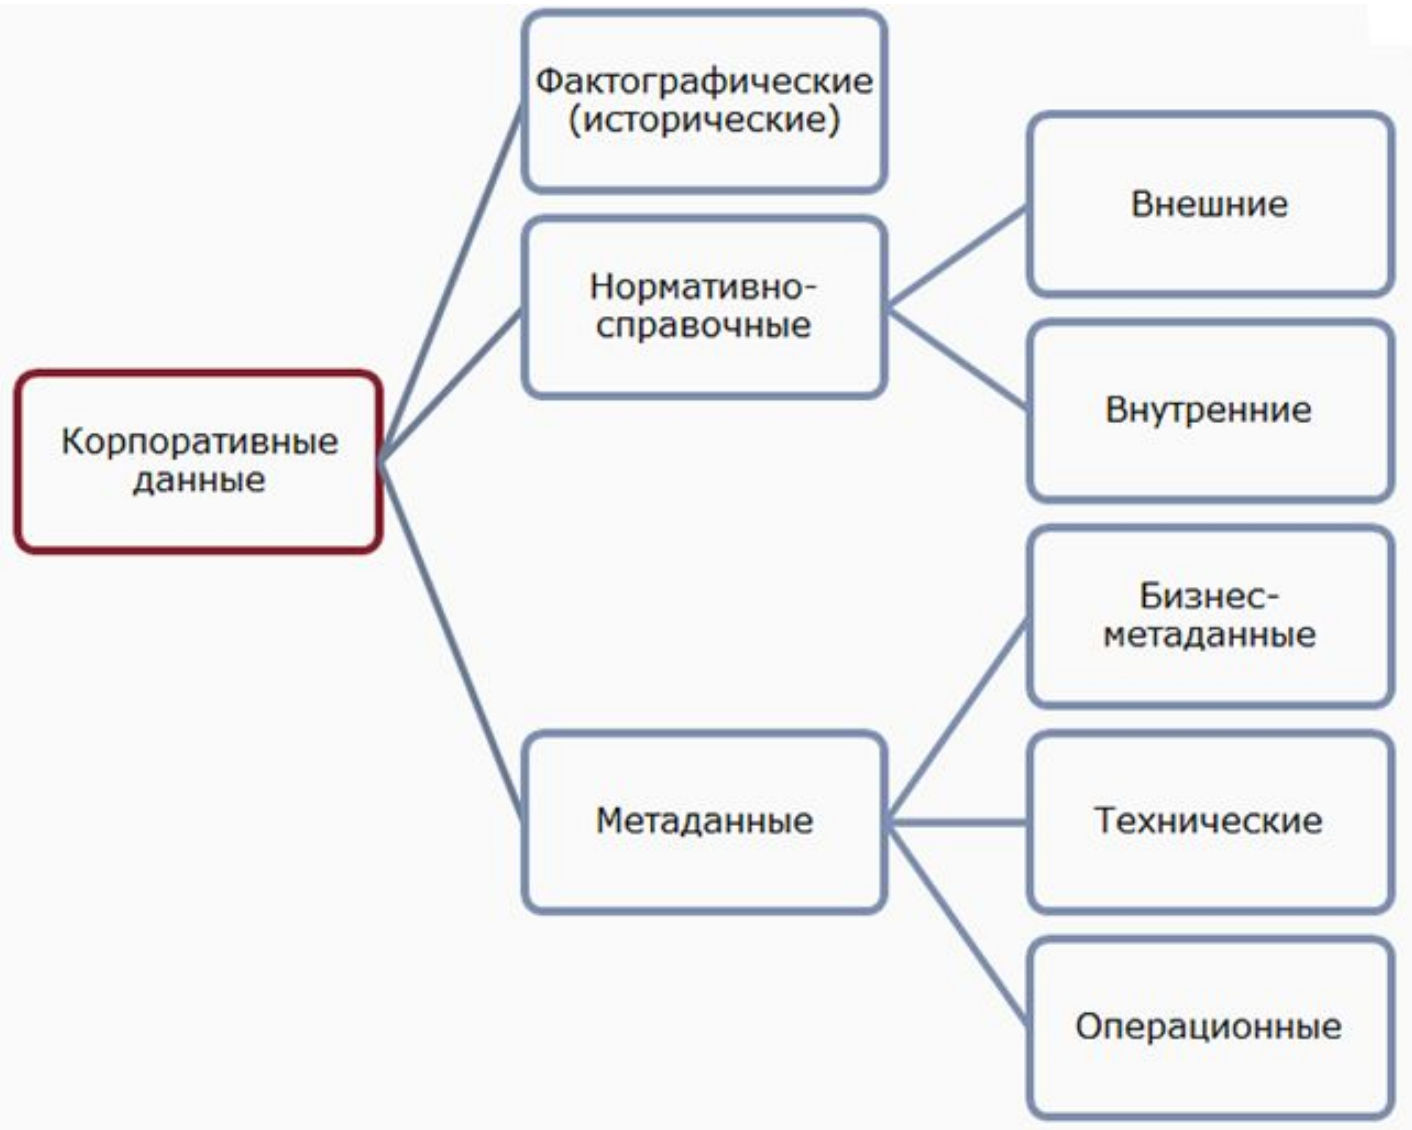 Корпоративные
данные
Фактографические
(исторические)
Нормативно-
справочные
Внешние
Внутренние
Метаданные
Бизнес-
метаданные
Технические
Операционные